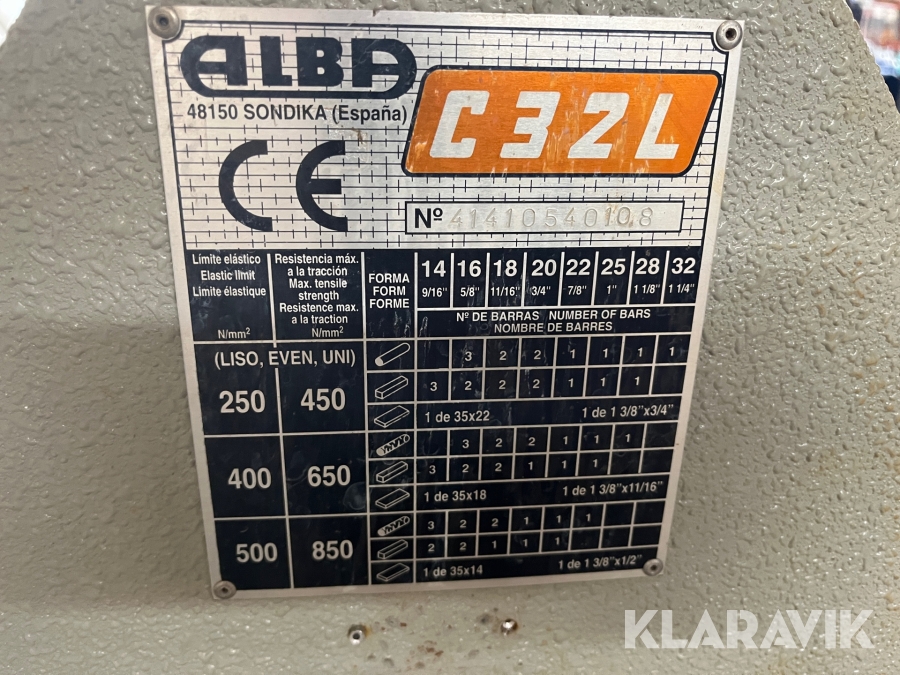 ALBA
48150 SONDIKA (España)
C32L
CE
Nº 41410540108
Límite elástico
Elastic limit
Limite élastique
N/mm²
Resistencia máx.
a la tracción
Max. tensile
strength
Resistence max.
a la traction
N/mm²
FORMA
FORM
FORME
14 16 18 20 22 25 28 32
9/16" 5/8" 11/16" 3/4" 7/8" 1" 1 1/8" 1 1/4"
Nº DE BARRAS NUMBER OF BARS
NOMBRE DE BARRES
(LISO, EVEN, UNI)
3 2 2 1 1 1 1
250 450
3 2 2 2 1 1 1
1 de 35x22 1 de 1 3/8"x3/4"
3 2 2 1 1 1
400 650
3 2 2 1 1 1
1 de 35x18 1 de 1 3/8"x11/16"
3 2 2 1 1 1
500 850
2 2 1 1 1
1 de 35x14 1 de 1 3/8"x1/2"
KLARAVIK